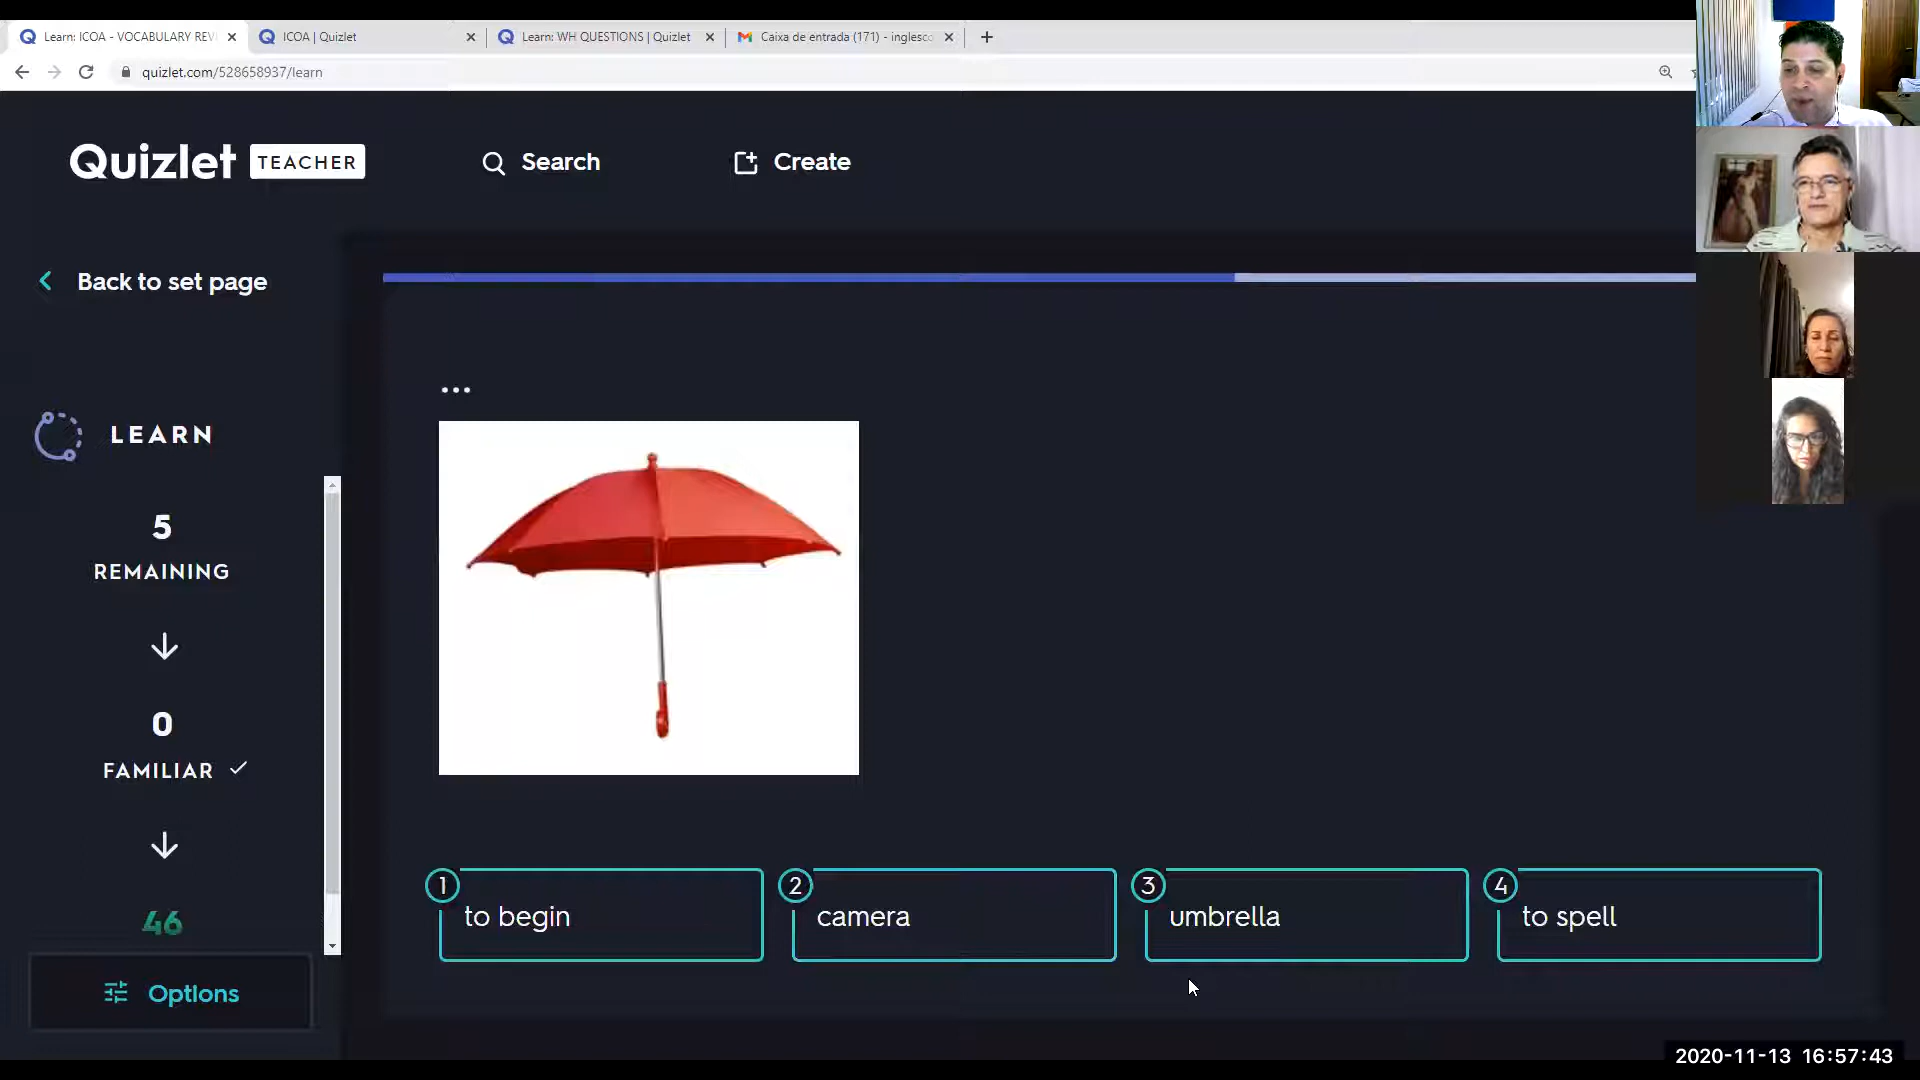 Learn: ICOA - VOCABULARY REVI
ICOA | Quizlet
Learn: WH QUESTIONS | Quizlet
Caixa de entrada (171) - inglesco
quizlet.com/528658937/learn
Quizlet TEACHER
Search
Create
Back to set page
LEARN
5
REMAINING
0
FAMILIAR
46
Options
...
1
to begin
2
camera
3
umbrella
4
to spell
2020-11-13 16:57:43